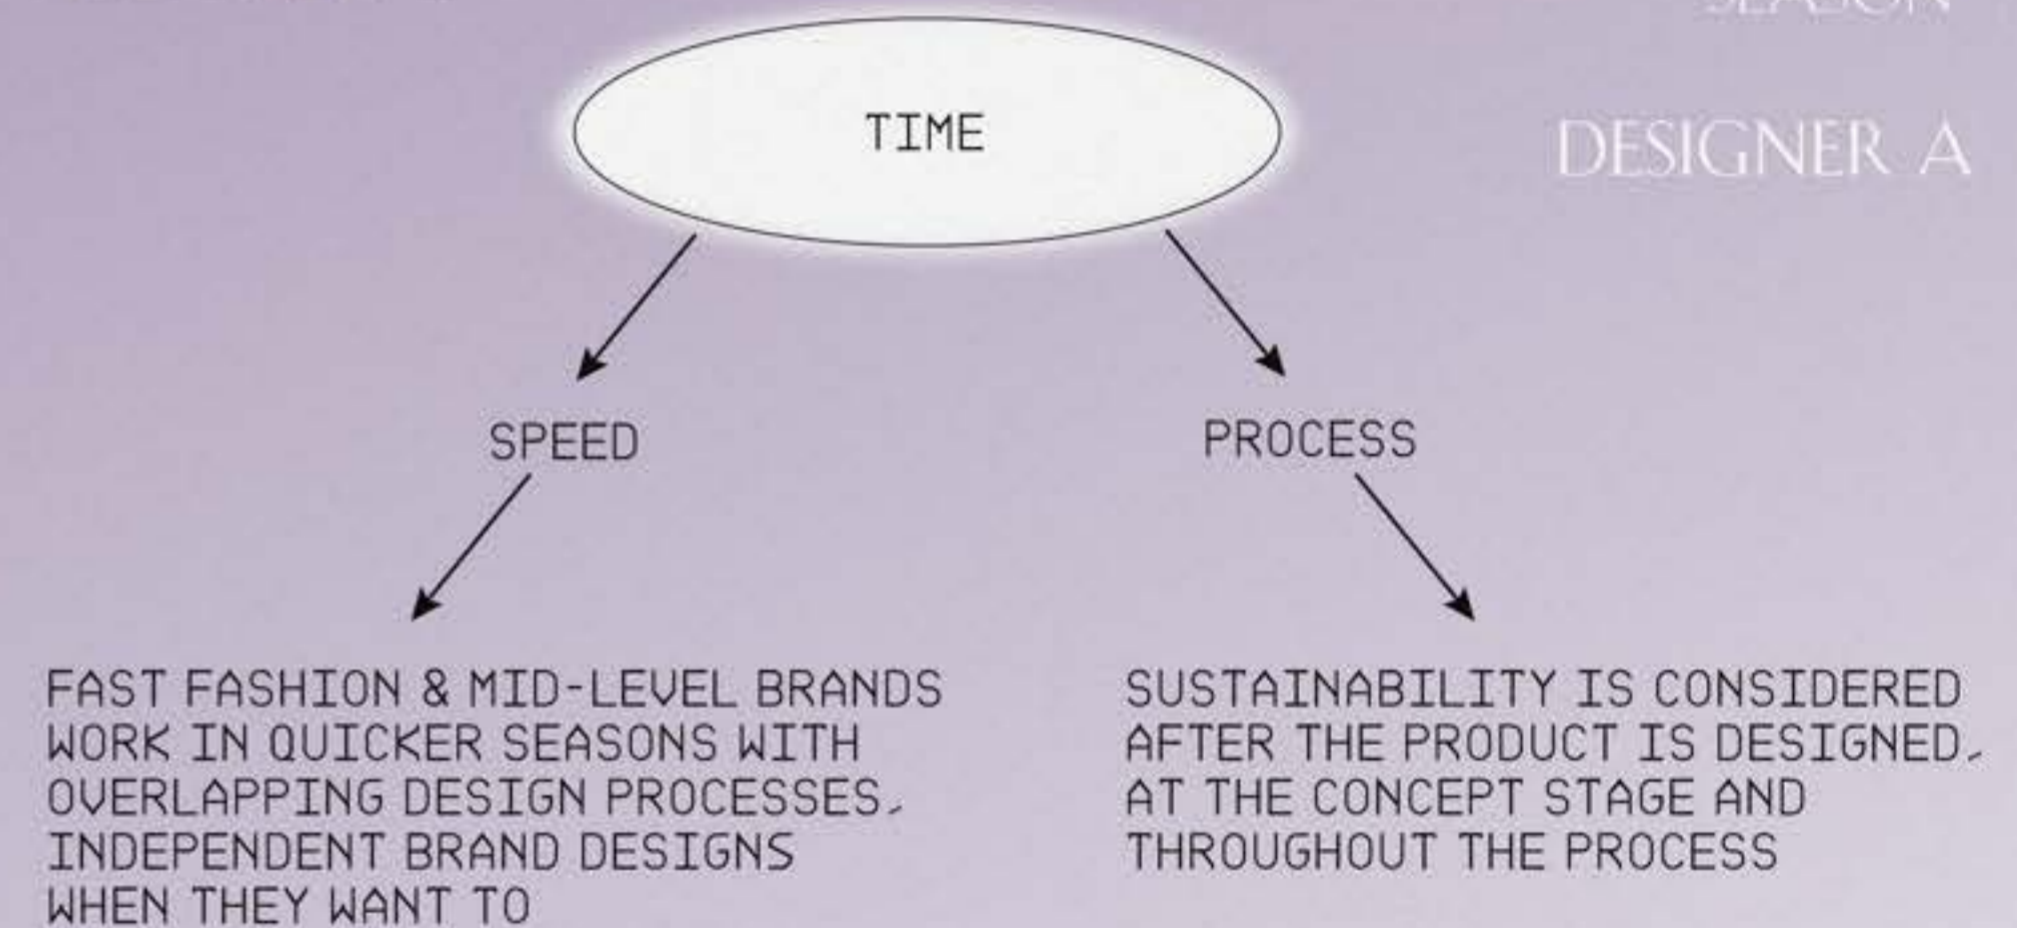 SEASON
TIME
DESIGNER A
SPEED
PROCESS
FAST FASHION & MID-LEVEL BRANDS
WORK IN QUICKER SEASONS WITH
OVERLAPPING DESIGN PROCESSES,
INDEPENDENT BRAND DESIGNS
WHEN THEY WANT TO
SUSTAINABILITY IS CONSIDERED
AFTER THE PRODUCT IS DESIGNED,
AT THE CONCEPT STAGE AND
THROUGHOUT THE PROCESS